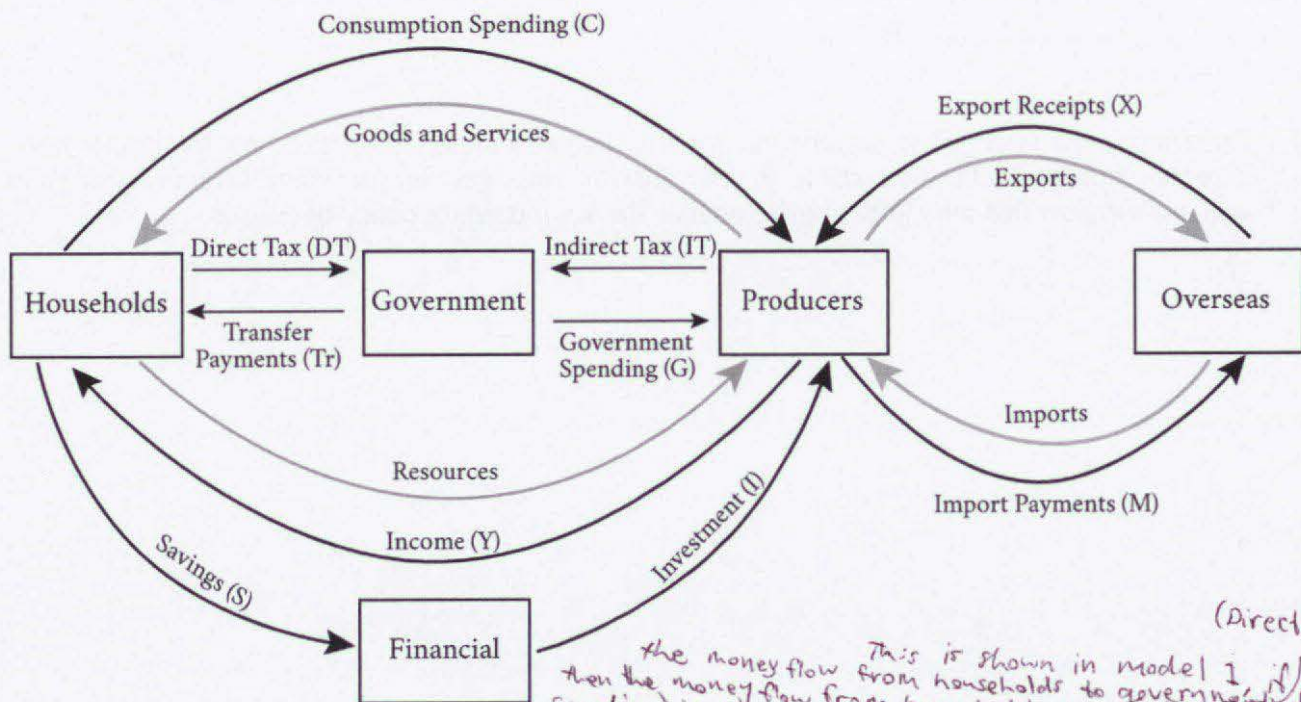 Consumption Spending (C)
Goods and Services
Export Receipts (X)
Exports
Direct Tax (DT)
Indirect Tax (IT)
Households
Government
Producers
Overseas
Transfer
Payments (Tr)
Government
Spending (G)
Imports
Resources
Import Payments (M)
Income (Y)
Savings (S)
Investment (I)
Financial
(Direct
the money flow This is shown in model 1 if
then the money flow from households to government